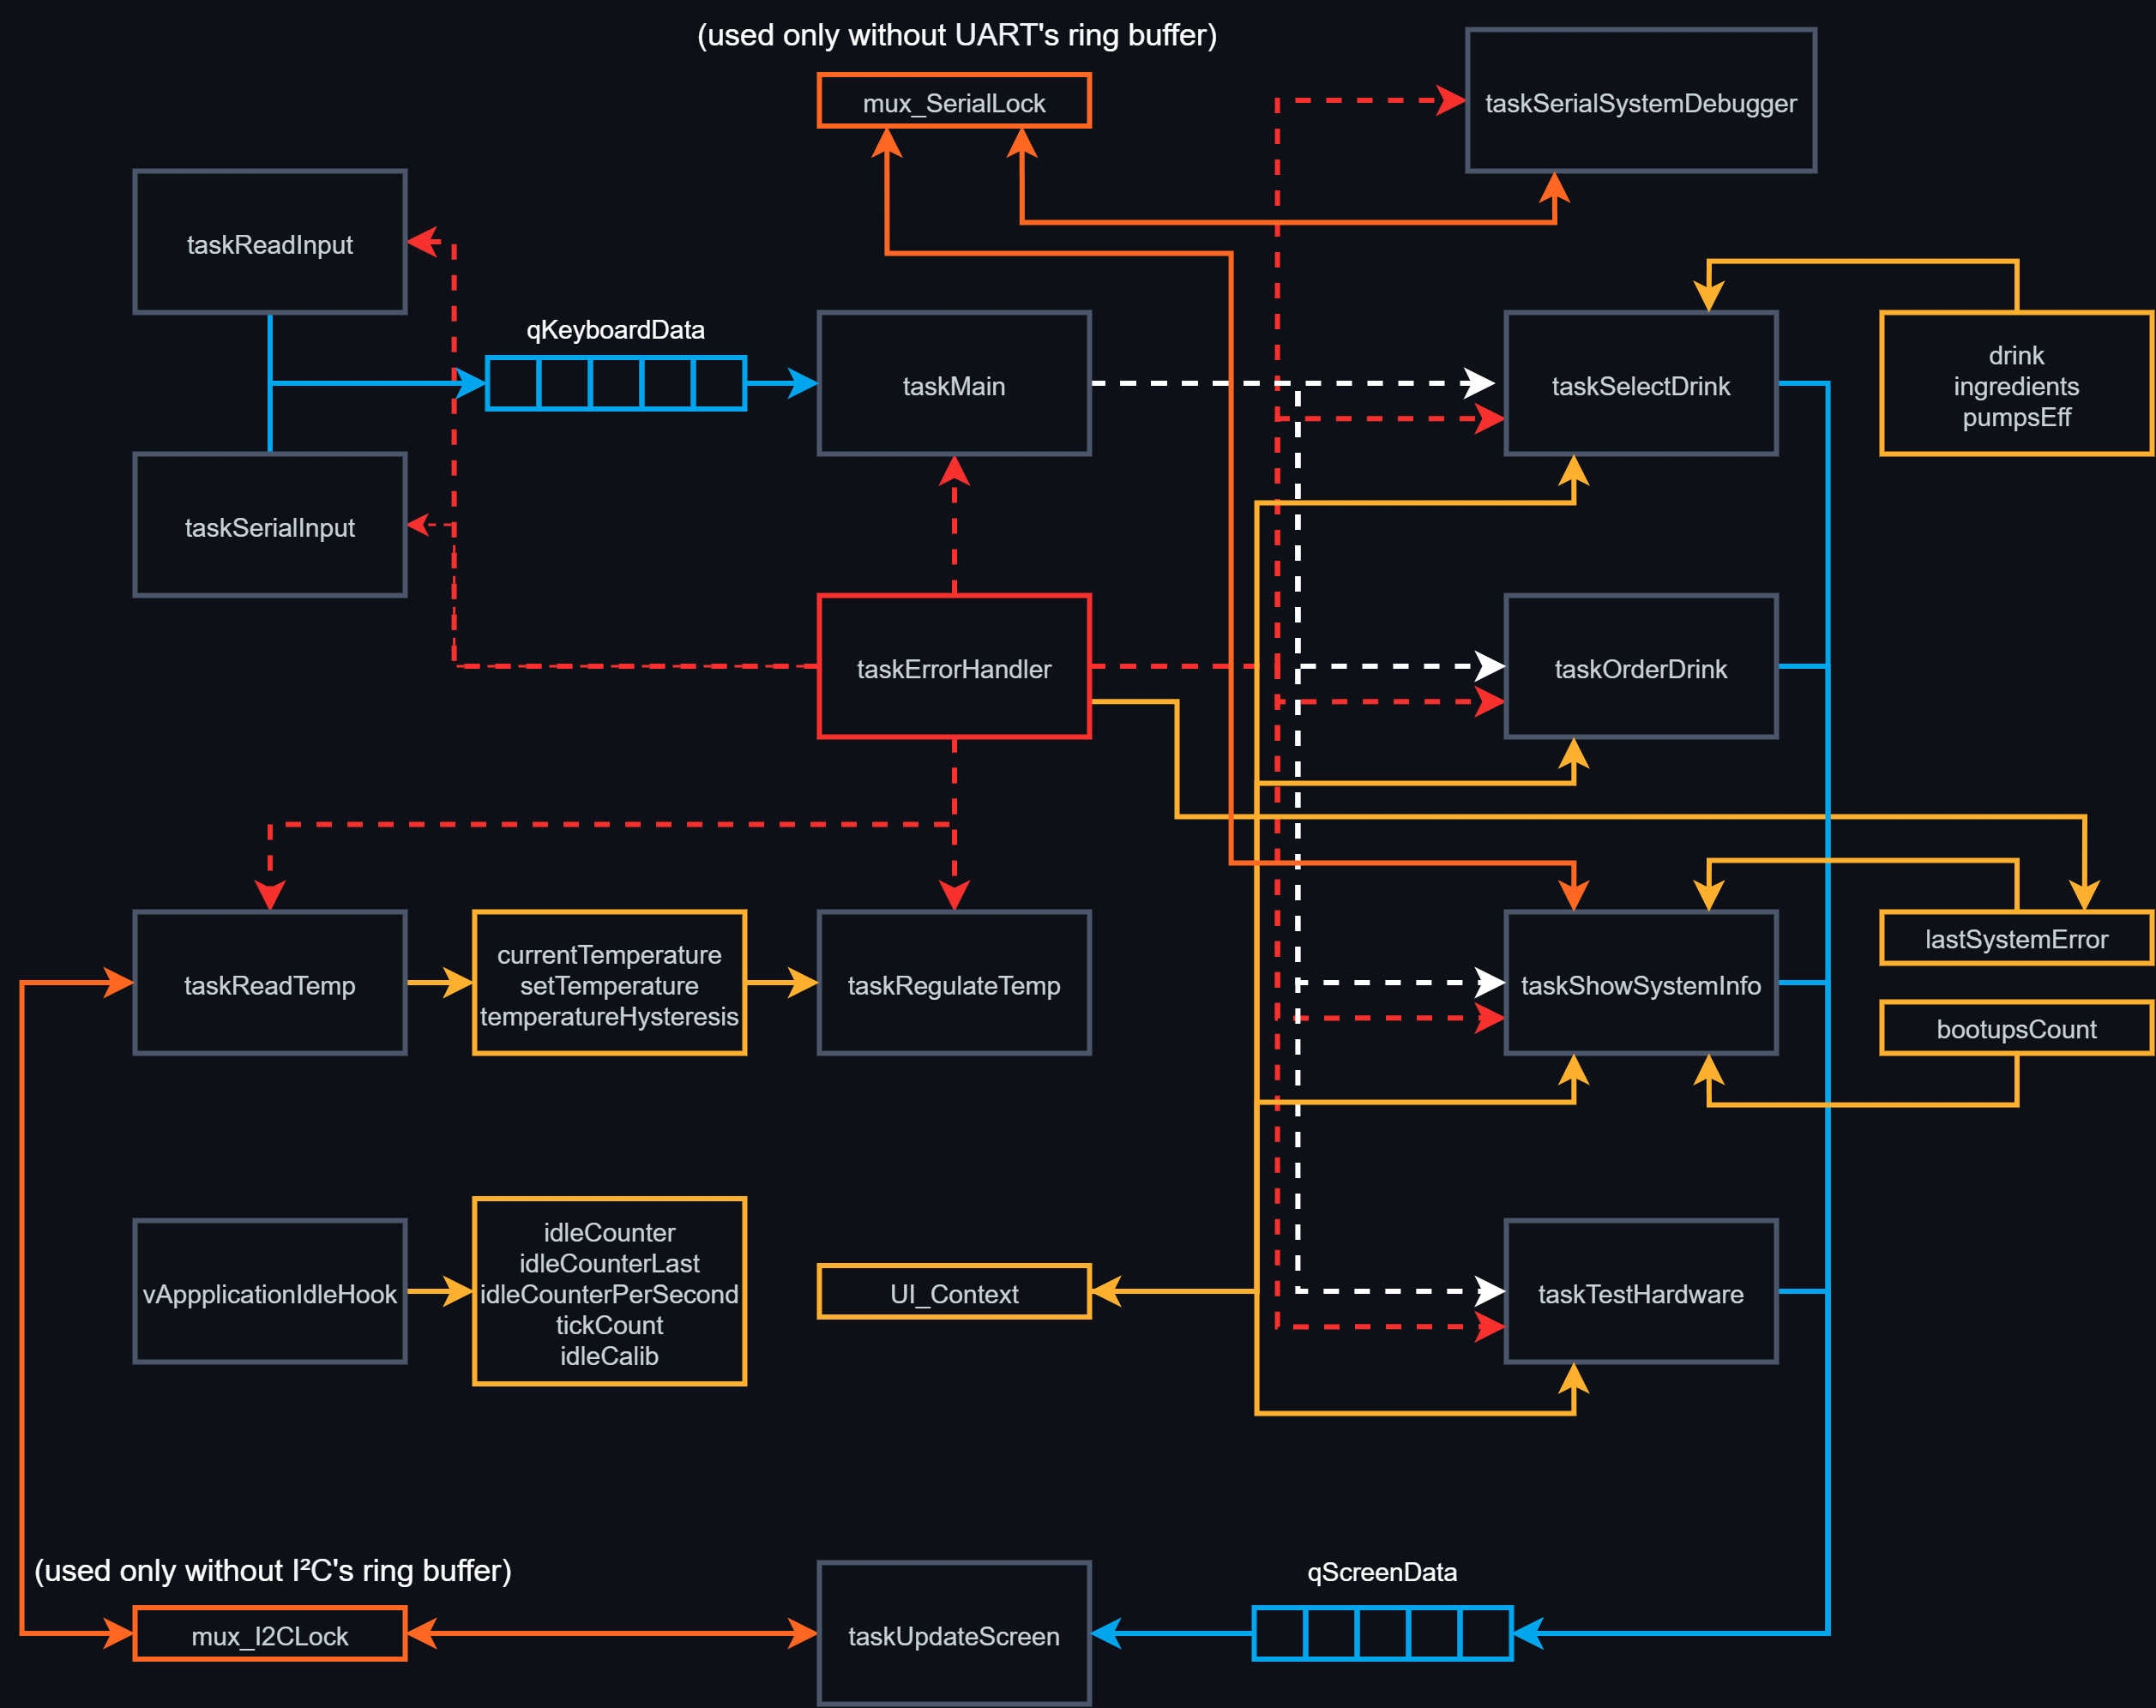 (used only without UART's ring buffer)
mux_SerialLock
taskSerialSystemDebugger
taskReadInput
qKeyboardData
taskMain
taskSelectDrink
drink
ingredients
pumpsEff
taskSerialInput
taskErrorHandler
taskOrderDrink
taskReadTemp
currentTemperature
setTemperature
temperatureHysteresis
taskRegulateTemp
taskShowSystemInfo
lastSystemError
bootupsCount
vAppplicationIdleHook
idleCounter
idleCounterLast
idleCounterPerSecond
tickCount
idleCalib
UI_Context
taskTestHardware
(used only without I²C's ring buffer)
mux_I2CLock
taskUpdateScreen
qScreenData